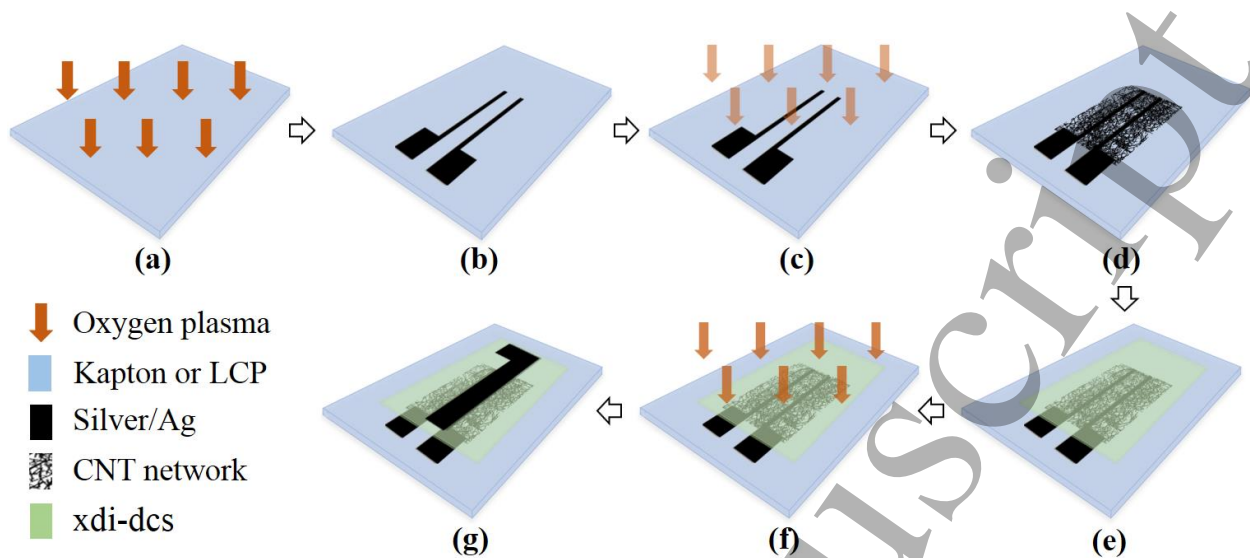 (a)
(b)
(c)
(d)
Oxygen plasma
Kapton or LCP
Silver/Ag
CNT network
xdi-dcs
(g)
(f)
(e)